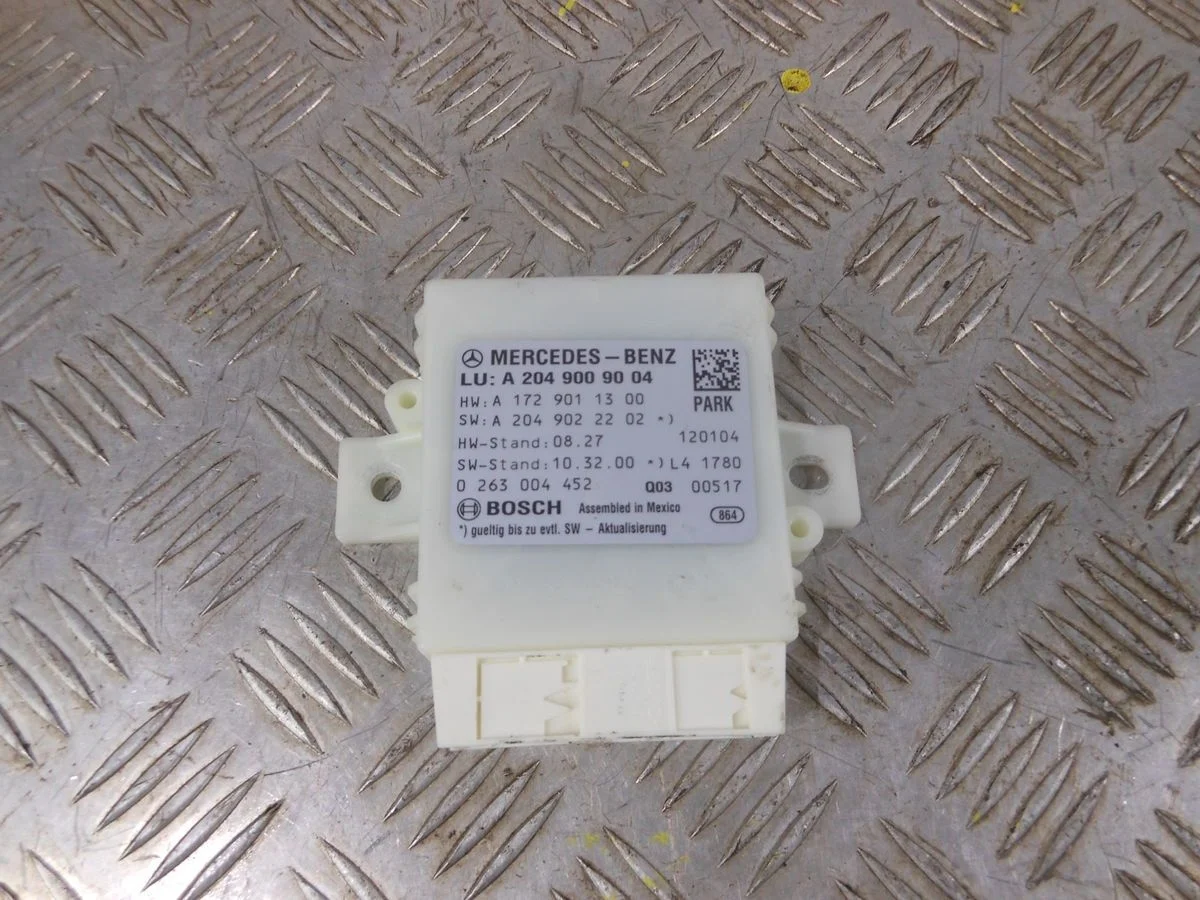 MERCEDES-BENZ
LU: A 204 900 90 04
PARK
HW: A 172 901 13 00
SW: A 204 902 22 02 *)
HW-Stand: 08.27 120104
SW-Stand: 10.32.00 *) L4 1780
0 263 004 452 Q03 00517
BOSCH Assembled in Mexico 864
*) gueltig bis zu evtl. SW - Aktualisierung